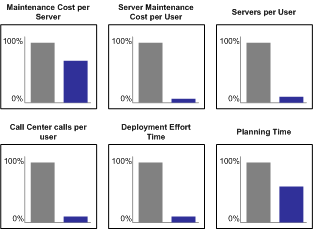 Maintenance Cost per
Server
100%
0%
Server Maintenance
Cost per User
100%
0%
Servers per User
100%
0%
Call Center calls per
user
100%
0%
Deployment Effort
Time
100%
0%
Planning Time
100%
0%